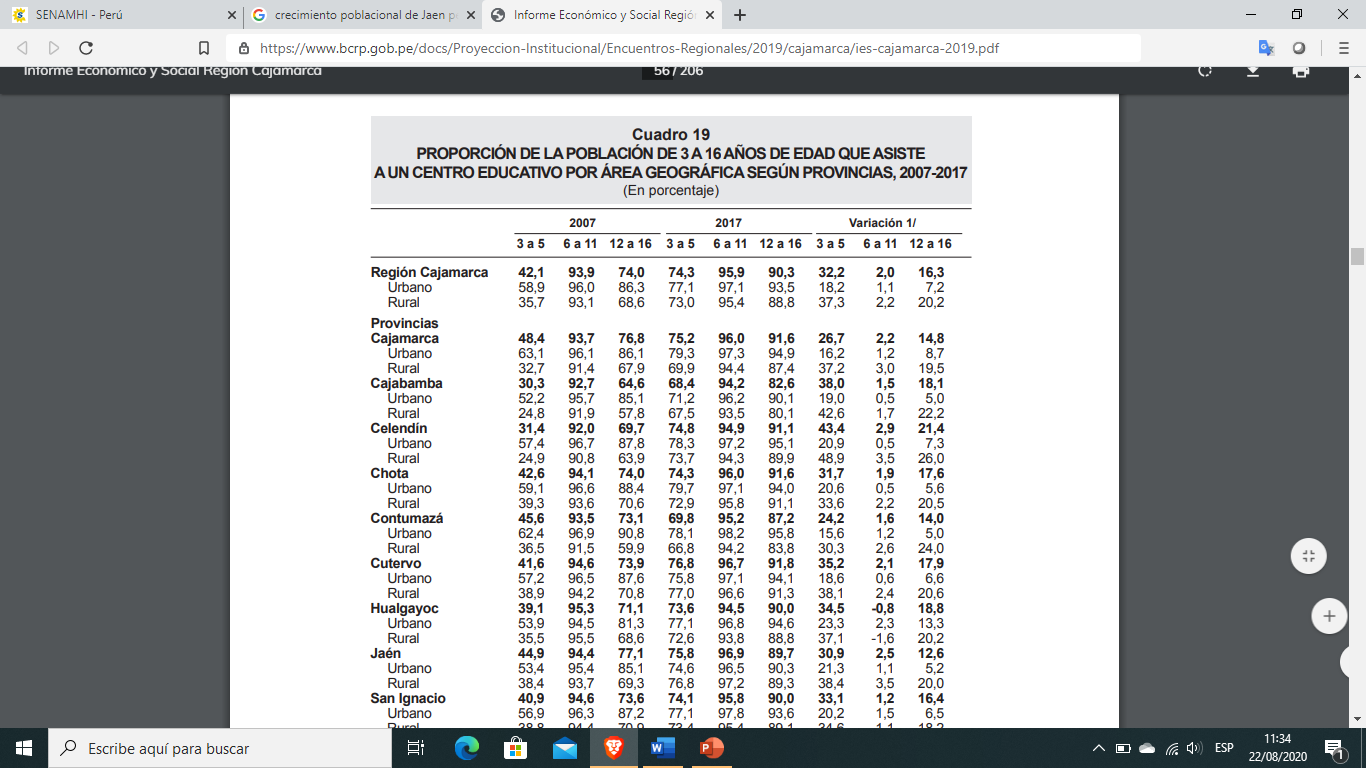 SENAMHI - Perú
crecimiento poblacional de Jaen p
Informe Económico y Social Regió
https://www.bcrp.gob.pe/docs/Proyeccion-Institucional/Encuentros-Regionales/2019/cajamarca/ies-cajamarca-2019.pdf
Informe Económico y Social Región Cajamarca 56 / 206
Cuadro 19
PROPORCIÓN DE LA POBLACIÓN DE 3 A 16 AÑOS DE EDAD QUE ASISTE
A UN CENTRO EDUCATIVO POR ÁREA GEOGRÁFICA SEGÚN PROVINCIAS, 2007-2017
(En porcentaje)
2007 2017 Variación 1/
3 a 5 6 a 11 12 a 16 3 a 5 6 a 11 12 a 16 3 a 5 6 a 11 12 a 16
Región Cajamarca 42,1 93,9 74,0 74,3 95,9 90,3 32,2 2,0 16,3
Urbano 58,9 96,0 86,3 77,1 97,1 93,5 18,2 1,1 7,2
Rural 35,7 93,1 68,6 73,0 95,4 88,8 37,3 2,2 20,2
Provincias
Cajamarca 48,4 93,7 76,8 75,2 96,0 91,6 26,7 2,2 14,8
Urbano 63,1 96,1 86,1 79,3 97,3 94,9 16,2 1,2 8,7
Rural 32,7 91,4 67,9 69,9 94,4 87,4 37,2 3,0 19,5
Cajabamba 30,3 92,7 64,6 68,4 94,2 82,6 38,0 1,5 18,1
Urbano 52,2 95,7 85,1 71,2 96,2 90,1 19,0 0,5 5,0
Rural 24,8 91,9 57,8 67,5 93,5 80,1 42,6 1,7 22,2
Celendín 31,4 92,0 69,7 74,8 94,9 91,1 43,4 2,9 21,4
Urbano 57,4 96,7 87,8 78,3 97,2 95,1 20,9 0,5 7,3
Rural 24,9 90,8 63,9 73,7 94,3 89,9 48,9 3,5 26,0
Chota 42,6 94,1 74,0 74,3 96,0 91,6 31,7 1,9 17,6
Urbano 59,1 96,6 88,4 79,7 97,1 94,0 20,6 0,5 5,6
Rural 39,3 93,6 70,6 72,9 95,8 91,1 33,6 2,2 20,5
Contumazá 45,6 93,5 73,1 69,8 95,2 87,2 24,2 1,6 14,0
Urbano 62,4 96,9 90,8 78,1 98,2 95,8 15,6 1,2 5,0
Rural 36,5 91,5 59,9 66,8 94,2 83,8 30,3 2,6 24,0
Cutervo 41,6 94,6 73,9 76,8 96,7 91,8 35,2 2,1 17,9
Urbano 57,2 96,5 87,6 75,8 97,1 94,1 18,6 0,6 6,6
Rural 38,9 94,2 70,8 77,0 96,6 91,3 38,1 2,4 20,6
Hualgayoc 39,1 95,3 71,1 73,6 94,5 90,0 34,5 -0,8 18,8
Urbano 53,9 94,5 81,3 77,1 96,8 94,6 23,3 2,3 13,3
Rural 35,5 95,5 68,6 72,6 93,8 88,8 37,1 -1,6 20,2
Jaén 44,9 94,4 77,1 75,8 96,9 89,7 30,9 2,5 12,6
Urbano 53,4 95,4 85,1 74,6 96,5 90,3 21,3 1,1 5,2
Rural 38,4 93,7 69,3 76,8 97,2 89,3 38,4 3,5 20,0
San Ignacio 40,9 94,6 73,6 74,1 95,8 90,0 33,1 1,2 16,4
Urbano 56,9 96,3 87,2 77,1 97,8 93,6 20,2 1,5 6,5
Escribe aquí para buscar
ESP
11:34
22/08/2020
1